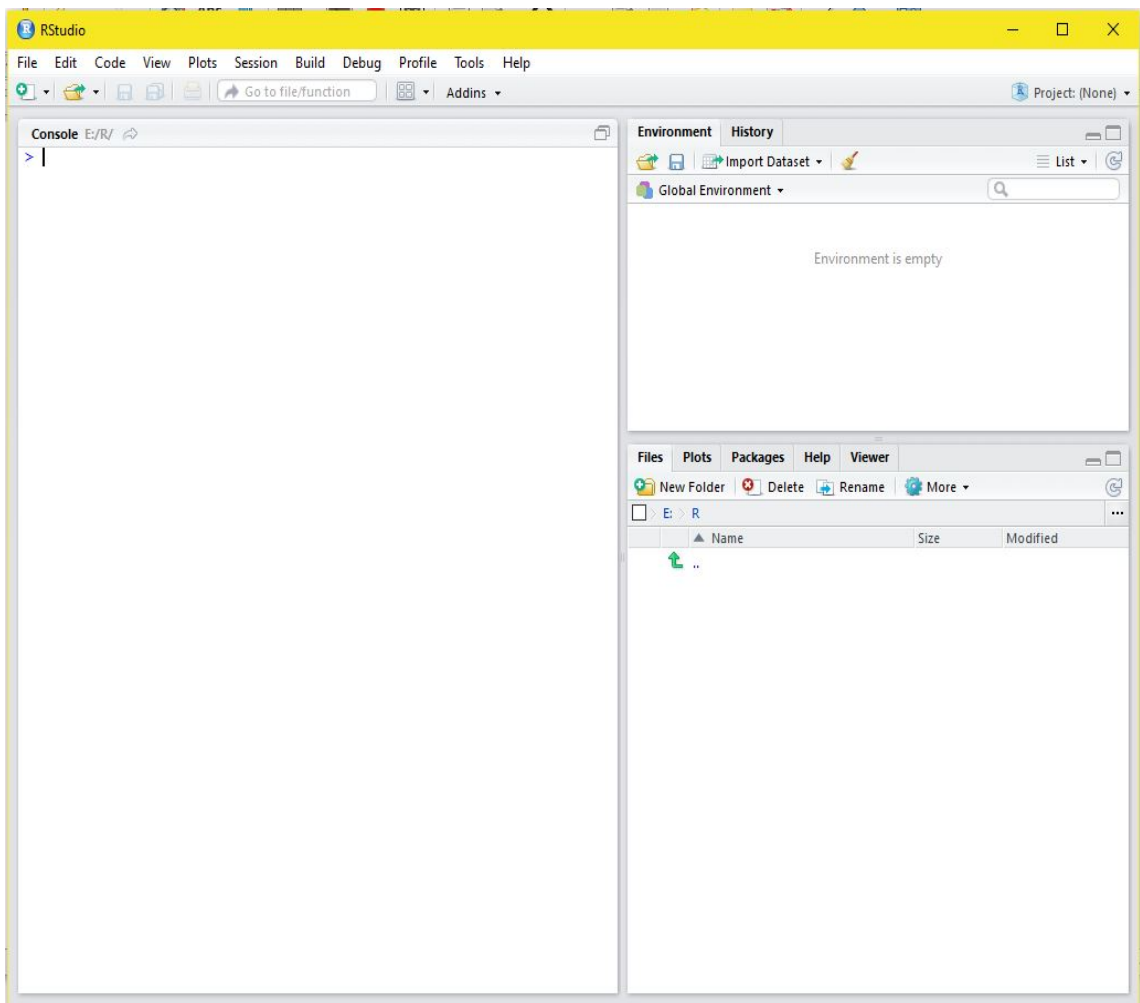 RStudio
File Edit Code View Plots Session Build Debug Profile Tools Help
Go to file/function Addins Project: (None)
Console E:/R/
>
Environment History
Import Dataset List
Global Environment
Environment is empty
Files Plots Packages Help Viewer
New Folder Delete Rename More
E: R ...
Name Size Modified
..